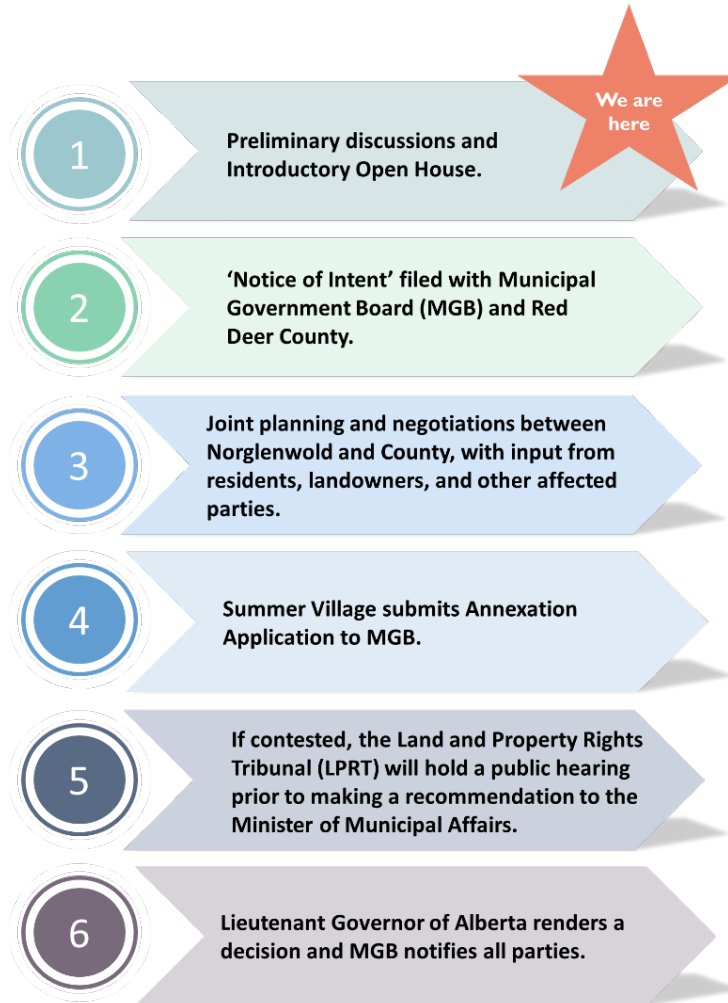 We are
here
1
Preliminary discussions and
Introductory Open House.
2
‘Notice of Intent’ filed with Municipal
Government Board (MGB) and Red
Deer County.
3
Joint planning and negotiations between
Norglenwold and County, with input from
residents, landowners, and other affected
parties.
4
Summer Village submits Annexation
Application to MGB.
5
If contested, the Land and Property Rights
Tribunal (LPRT) will hold a public hearing
prior to making a recommendation to the
Minister of Municipal Affairs.
6
Lieutenant Governor of Alberta renders a
decision and MGB notifies all parties.